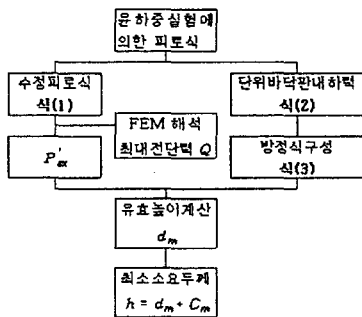 윤하중실험에
의한 피로식
수정피로식
식(1)
단위바닥판내하력
식(2)
FEM 해석
최대전단력 Q
P'ₑₓ
방정식구성
식(3)
유효높이계산
dₘ
최소소요두께
h = dₘ + Cₘ